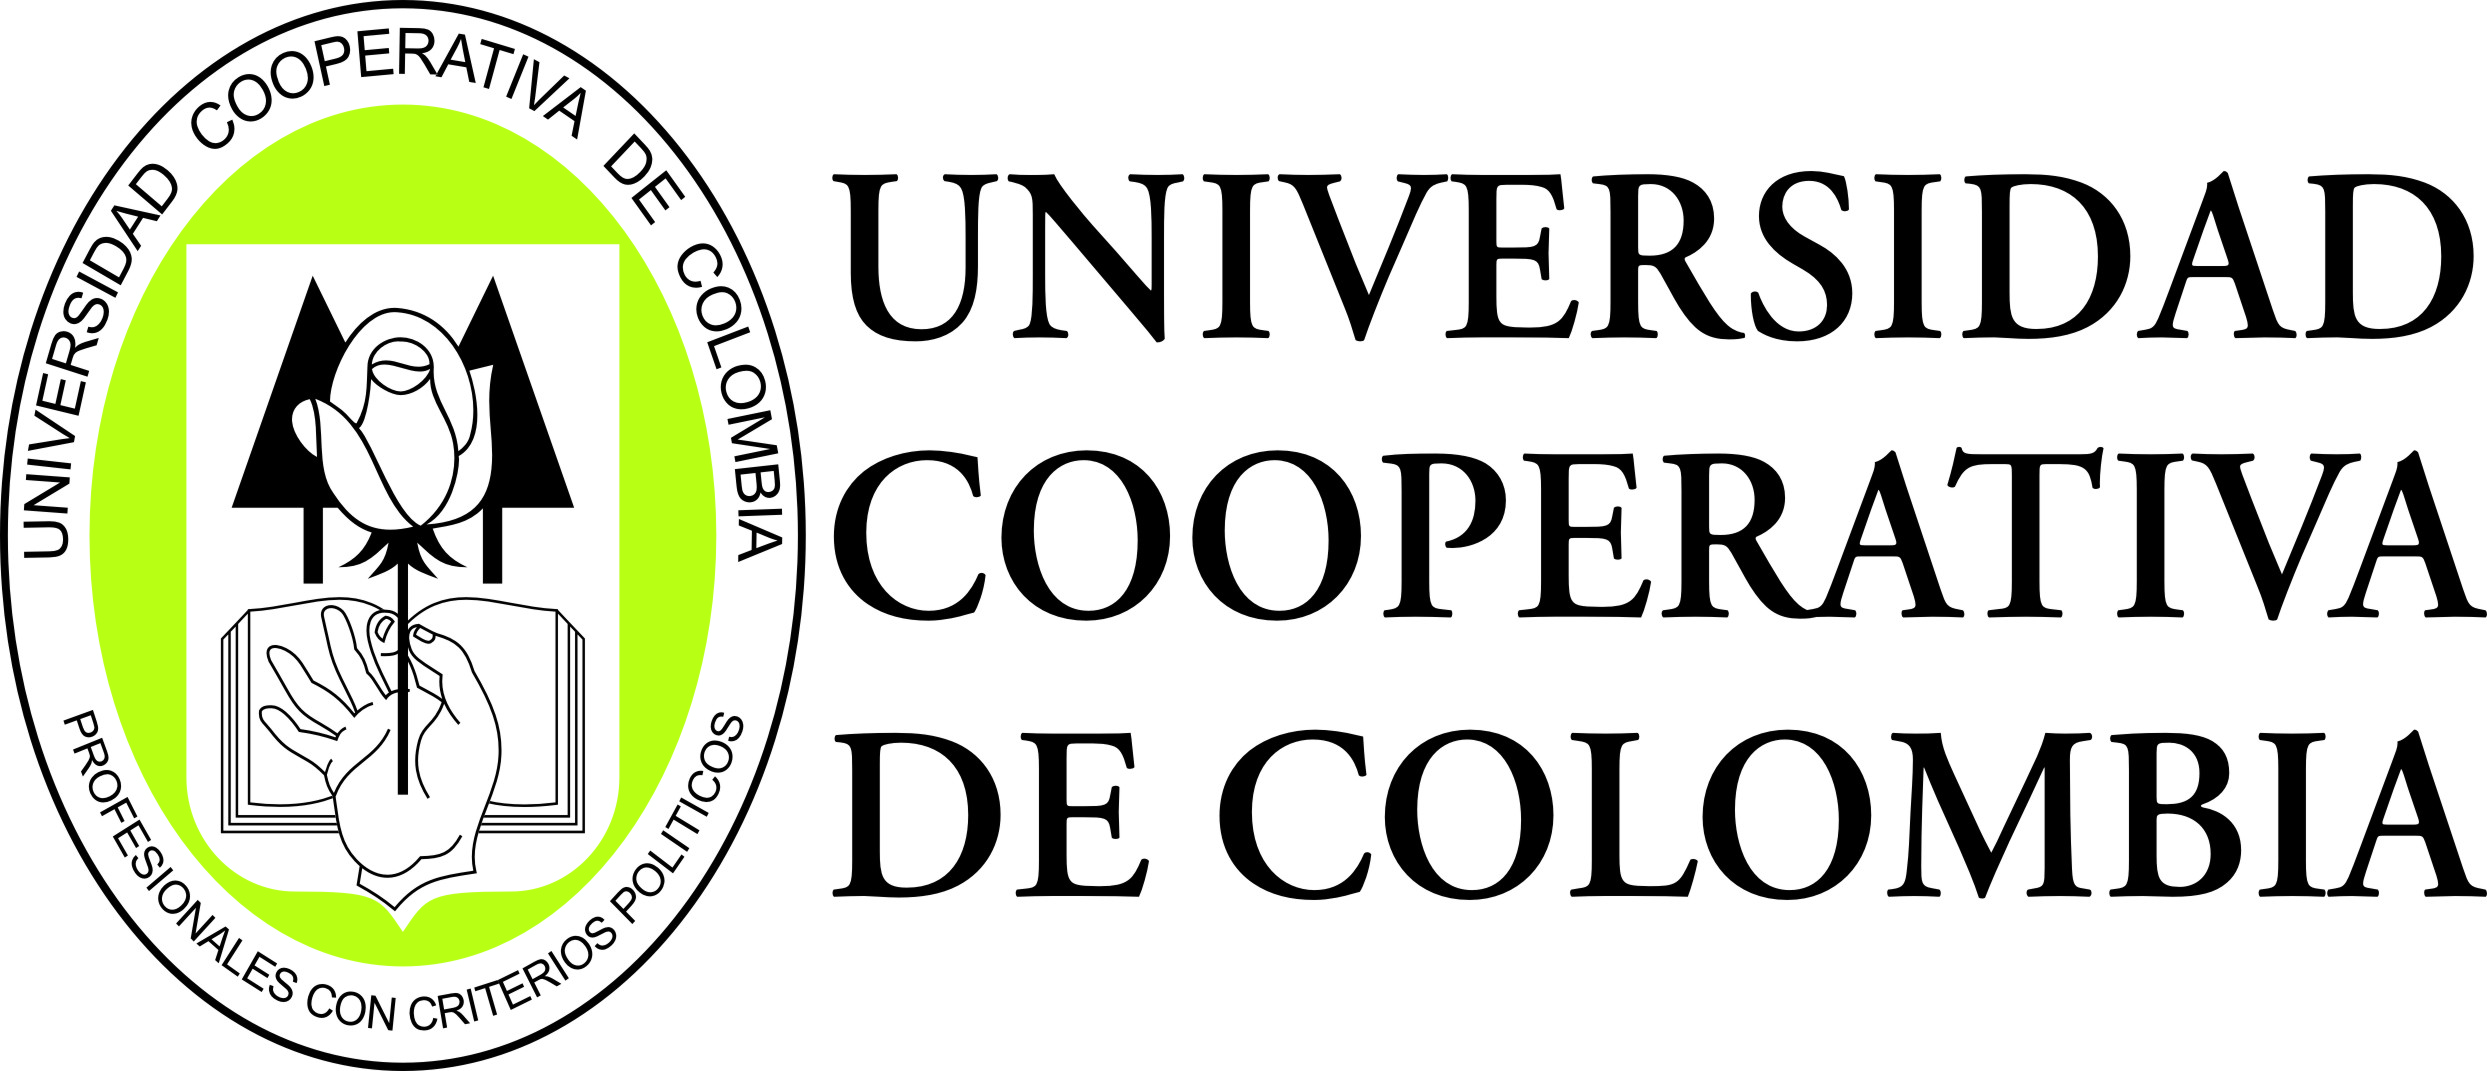 UNIVERSIDAD COOPERATIVA DE COLOMBIA
PROFESIONALES CON CRITERIOS POLITICOS
UNIVERSIDAD
COOPERATIVA
DE COLOMBIA